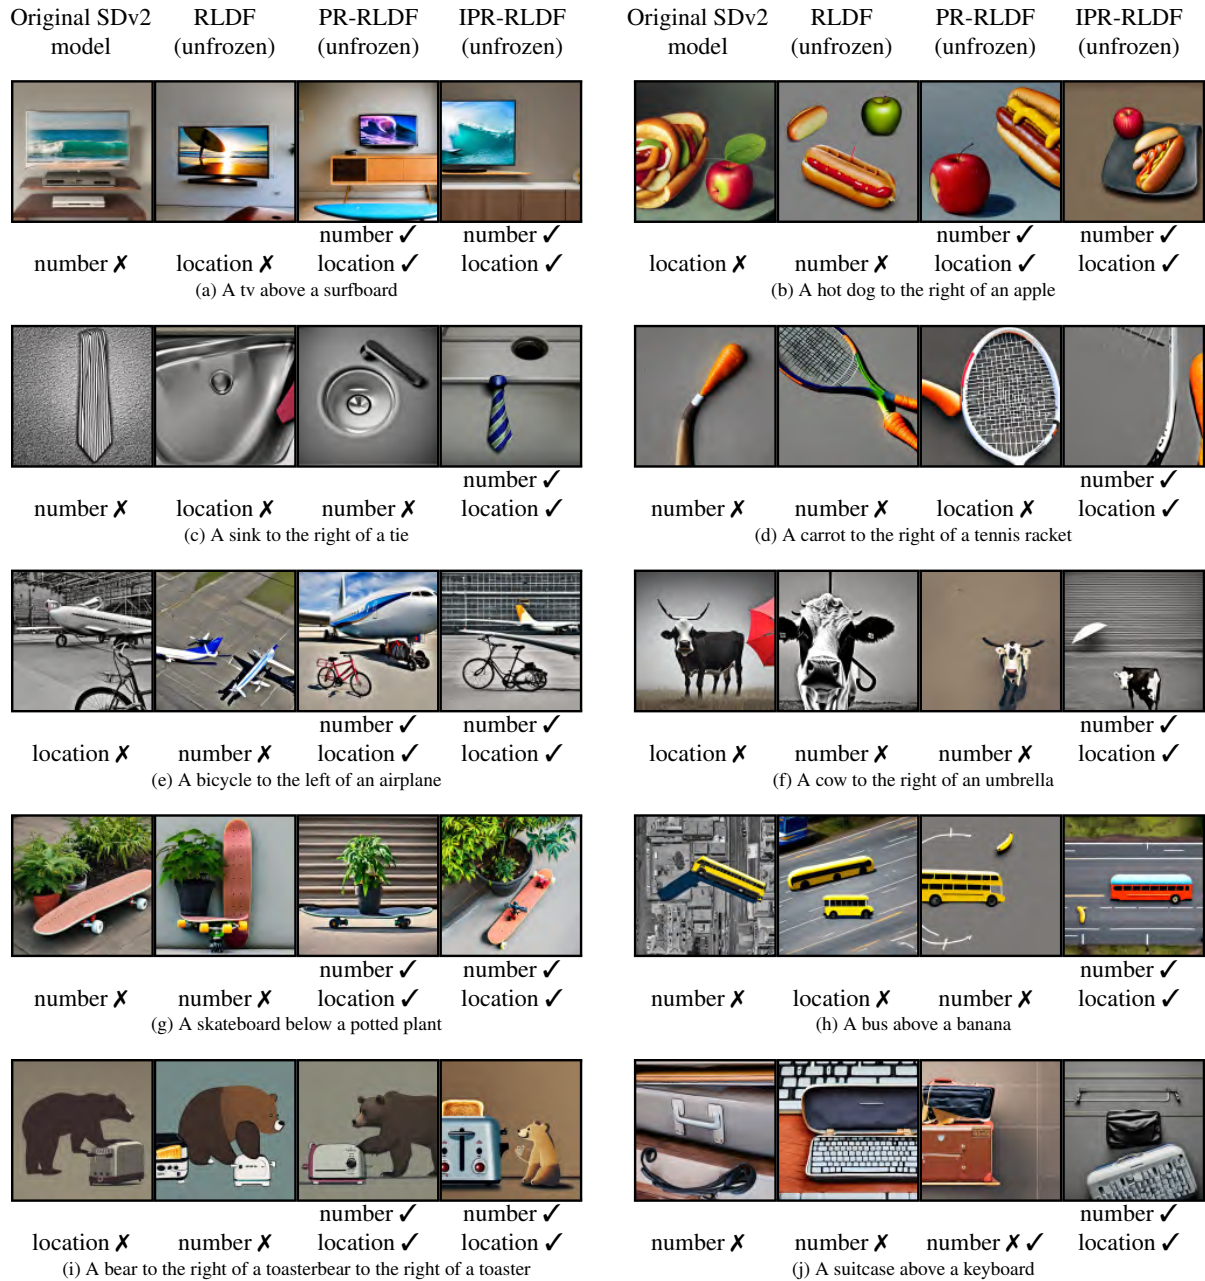 Original SDv2 model
RLDF (unfrozen)
PR-RLDF (unfrozen)
IPR-RLDF (unfrozen)
Original SDv2 model
RLDF (unfrozen)
PR-RLDF (unfrozen)
IPR-RLDF (unfrozen)
number ✓ number ✓
number ✗ location ✗ location ✓ location ✓
(a) A tv above a surfboard
number ✓ number ✓
location ✗ number ✗ location ✓ location ✓
(b) A hot dog to the right of an apple
number ✓
number ✗ location ✗ number ✗ location ✓
(c) A sink to the right of a tie
number ✓
number ✗ number ✗ location ✗ location ✓
(d) A carrot to the right of a tennis racket
number ✓ number ✓
location ✗ number ✗ location ✓ location ✓
(e) A bicycle to the left of an airplane
number ✓
location ✗ number ✗ number ✗ location ✓
(f) A cow to the right of an umbrella
number ✓ number ✓
number ✗ number ✗ location ✓ location ✓
(g) A skateboard below a potted plant
number ✓
number ✗ location ✗ number ✗ location ✓
(h) A bus above a banana
number ✓ number ✓
location ✗ number ✗ location ✓ location ✓
(i) A bear to the right of a toasterbear to the right of a toaster
number ✓
number ✗ number ✗ number ✗ ✓ location ✓
(j) A suitcase above a keyboard